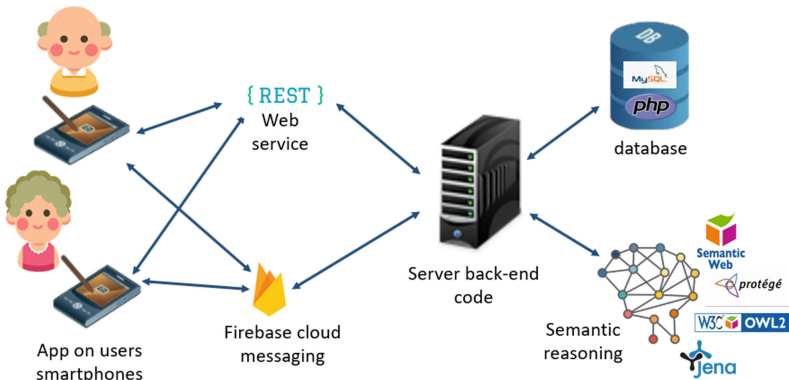 { REST }
Web
service
DB
MySQL
php
database
Server back-end
code
Firebase cloud
messaging
App on users
smartphones
Semantic
reasoning
Semantic
Web
protégé
W3C OWL2
Jena